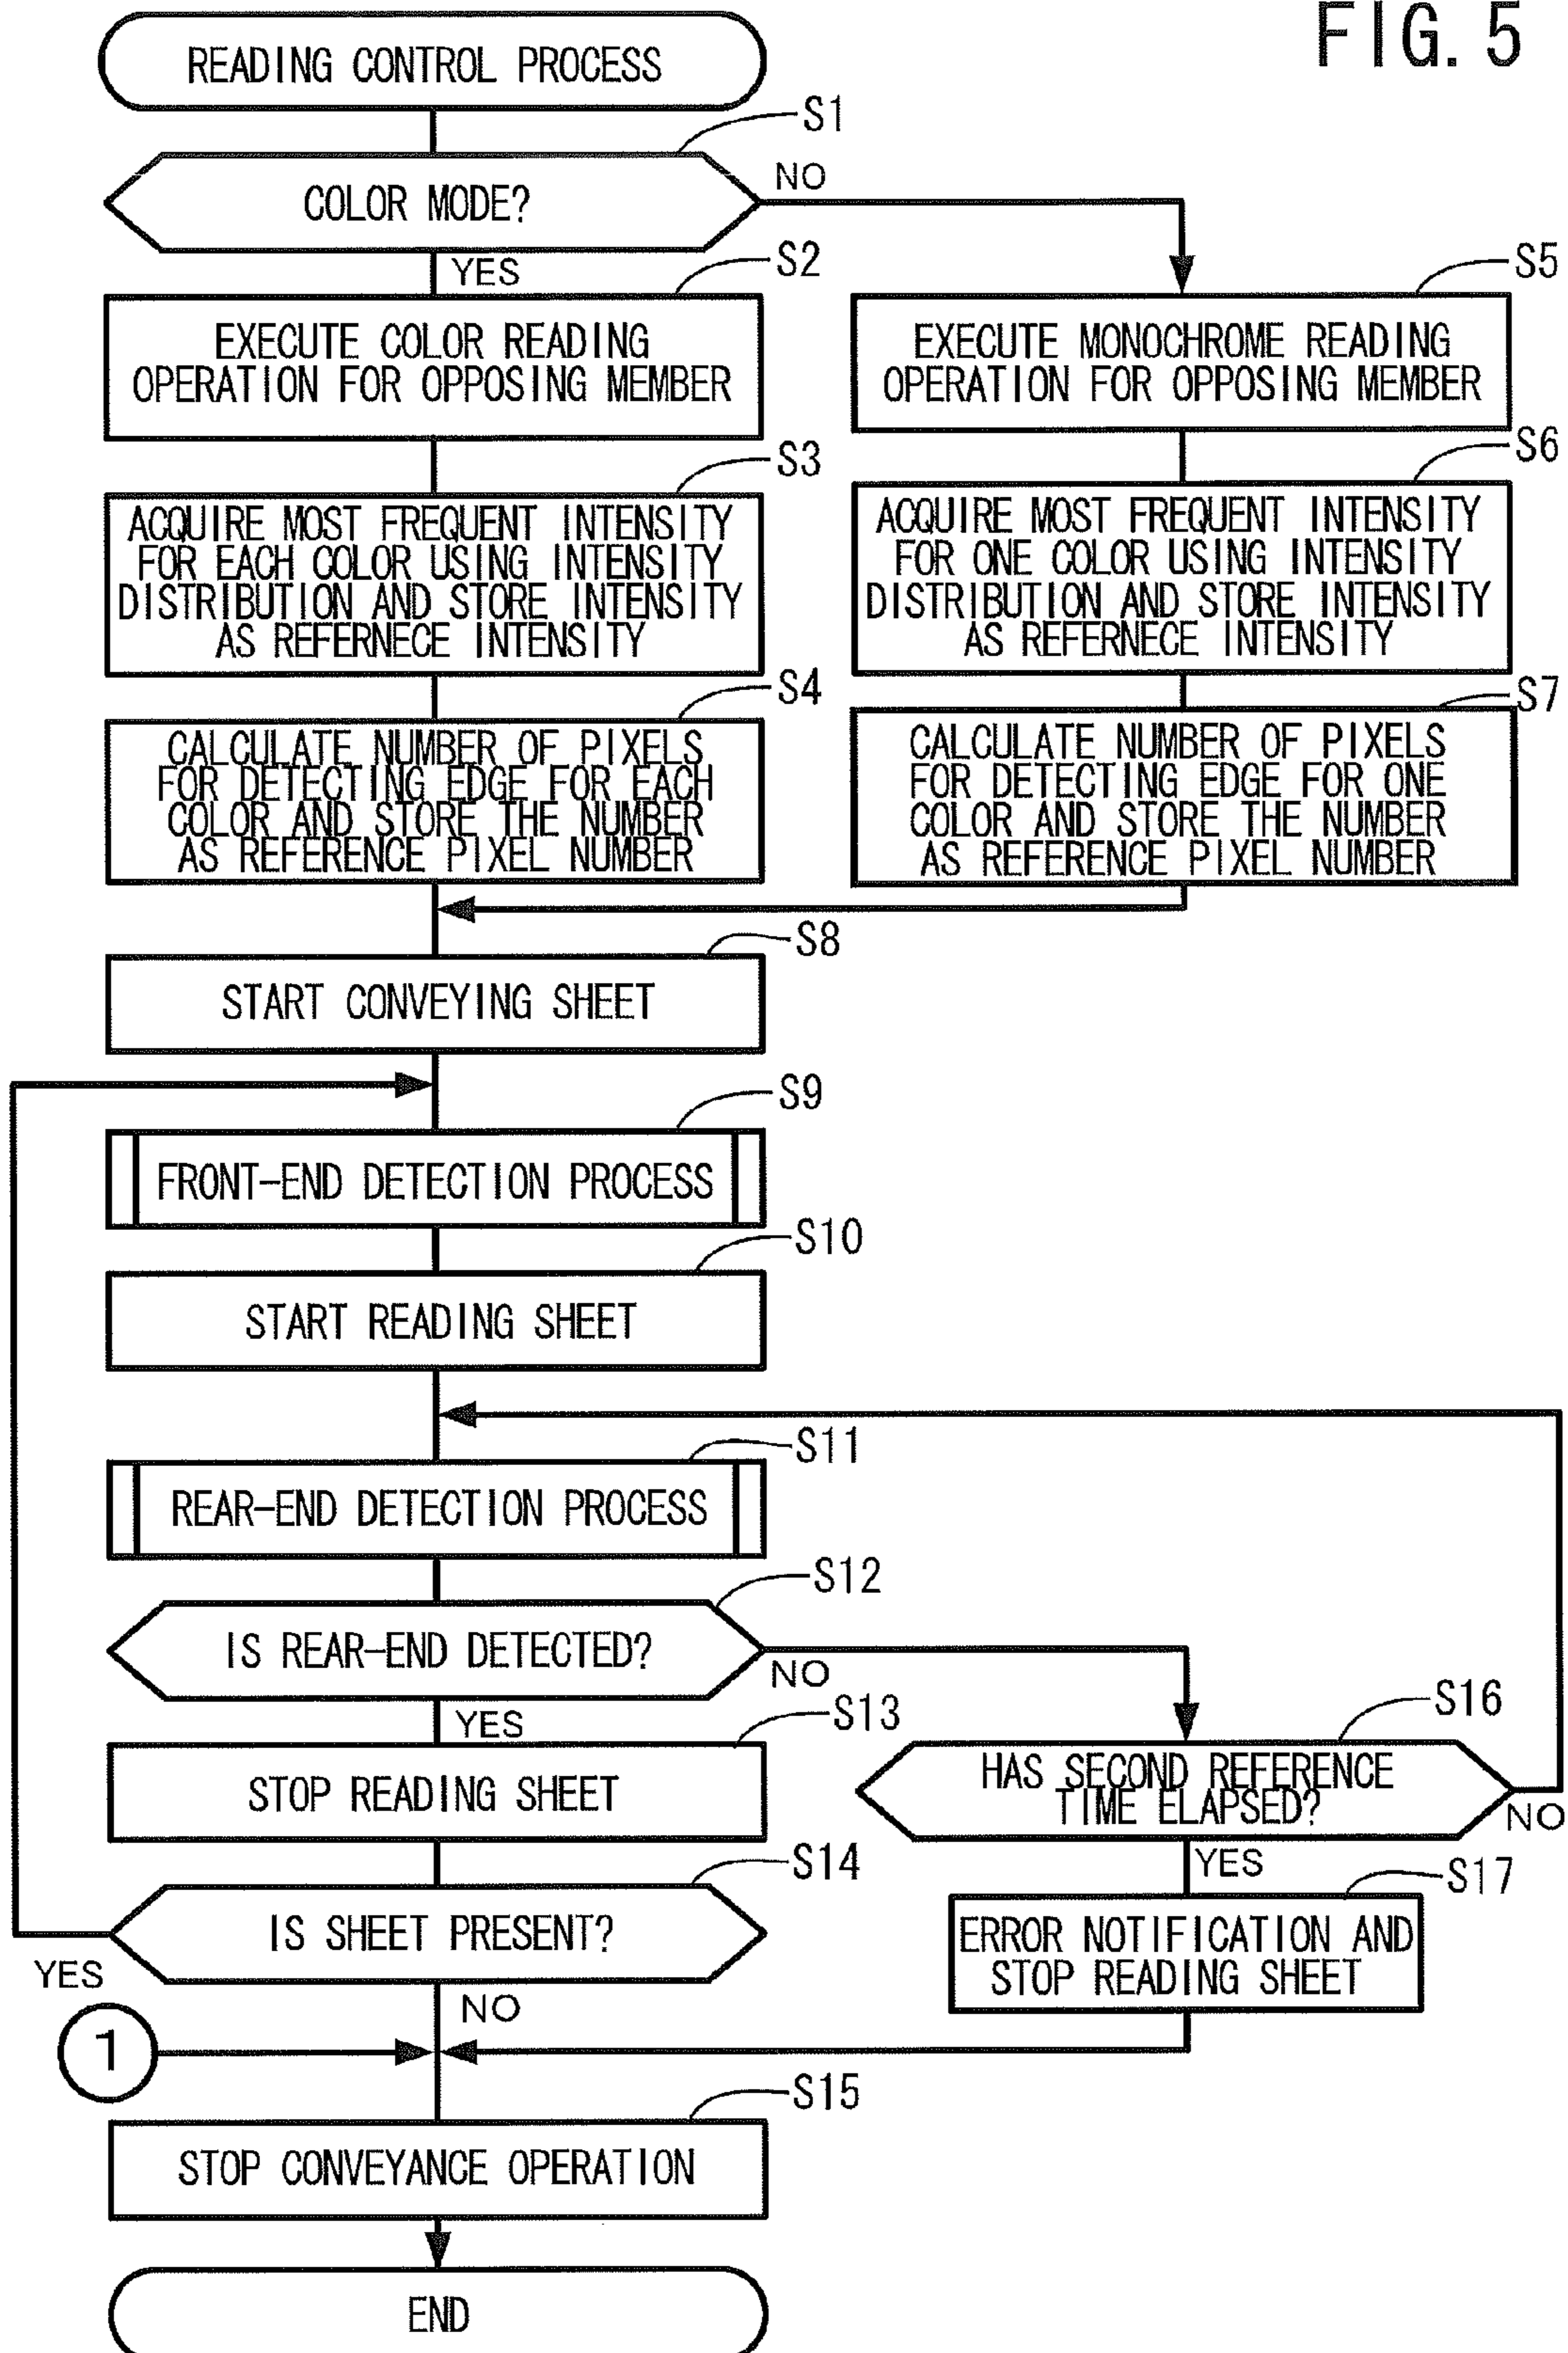 FIG. 5
READING CONTROL PROCESS
S1
COLOR MODE?
NO
YES
S2
EXECUTE COLOR READING
OPERATION FOR OPPOSING MEMBER
S5
EXECUTE MONOCHROME READING
OPERATION FOR OPPOSING MEMBER
S3
ACQUIRE MOST FREQUENT INTENSITY
FOR EACH COLOR USING INTENSITY
DISTRIBUTION AND STORE INTENSITY
AS REFERNECE INTENSITY
S6
ACQUIRE MOST FREQUENT INTENSITY
FOR ONE COLOR USING INTENSITY
DISTRIBUTION AND STORE INTENSITY
AS REFERNECE INTENSITY
S4
CALCULATE NUMBER OF PIXELS
FOR DETECTING EDGE FOR EACH
COLOR AND STORE THE NUMBER
AS REFERENCE PIXEL NUMBER
S7
CALCULATE NUMBER OF PIXELS
FOR DETECTING EDGE FOR ONE
COLOR AND STORE THE NUMBER
AS REFERENCE PIXEL NUMBER
S8
START CONVEYING SHEET
S9
FRONT-END DETECTION PROCESS
S10
START READING SHEET
S11
REAR-END DETECTION PROCESS
S12
IS REAR-END DETECTED?
NO
YES
S13
STOP READING SHEET
S16
HAS SECOND REFERENCE
TIME ELAPSED?
NO
YES
S14
IS SHEET PRESENT?
YES
NO
S17
ERROR NOTIFICATION AND
STOP READING SHEET
1
S15
STOP CONVEYANCE OPERATION
END